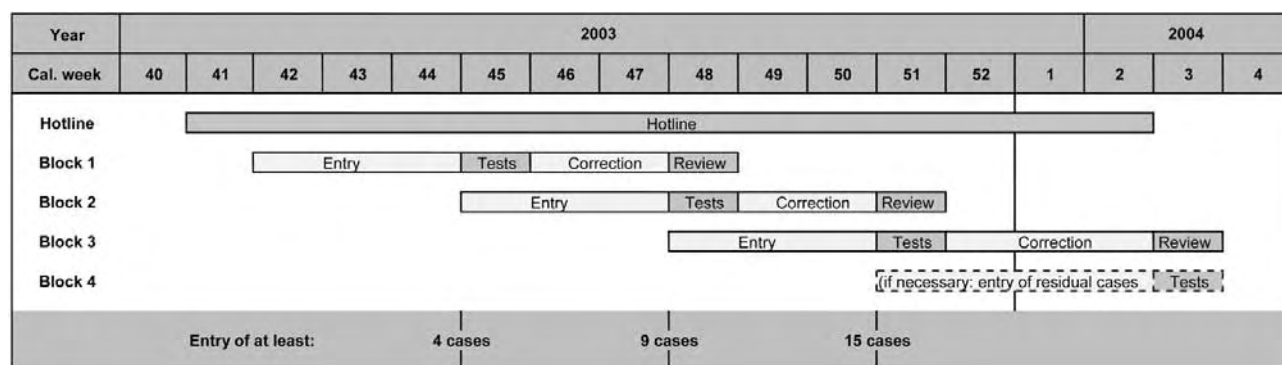 Year 2003 2004
Cal. week 40 41 42 43 44 45 46 47 48 49 50 51 52 1 2 3 4
Hotline Hotline
Block 1 Entry Tests Correction Review
Block 2 Entry Tests Correction Review
Block 3 Entry Tests Correction Review
Block 4 (if necessary: entry of residual cases Tests
Entry of at least: 4 cases 9 cases 15 cases